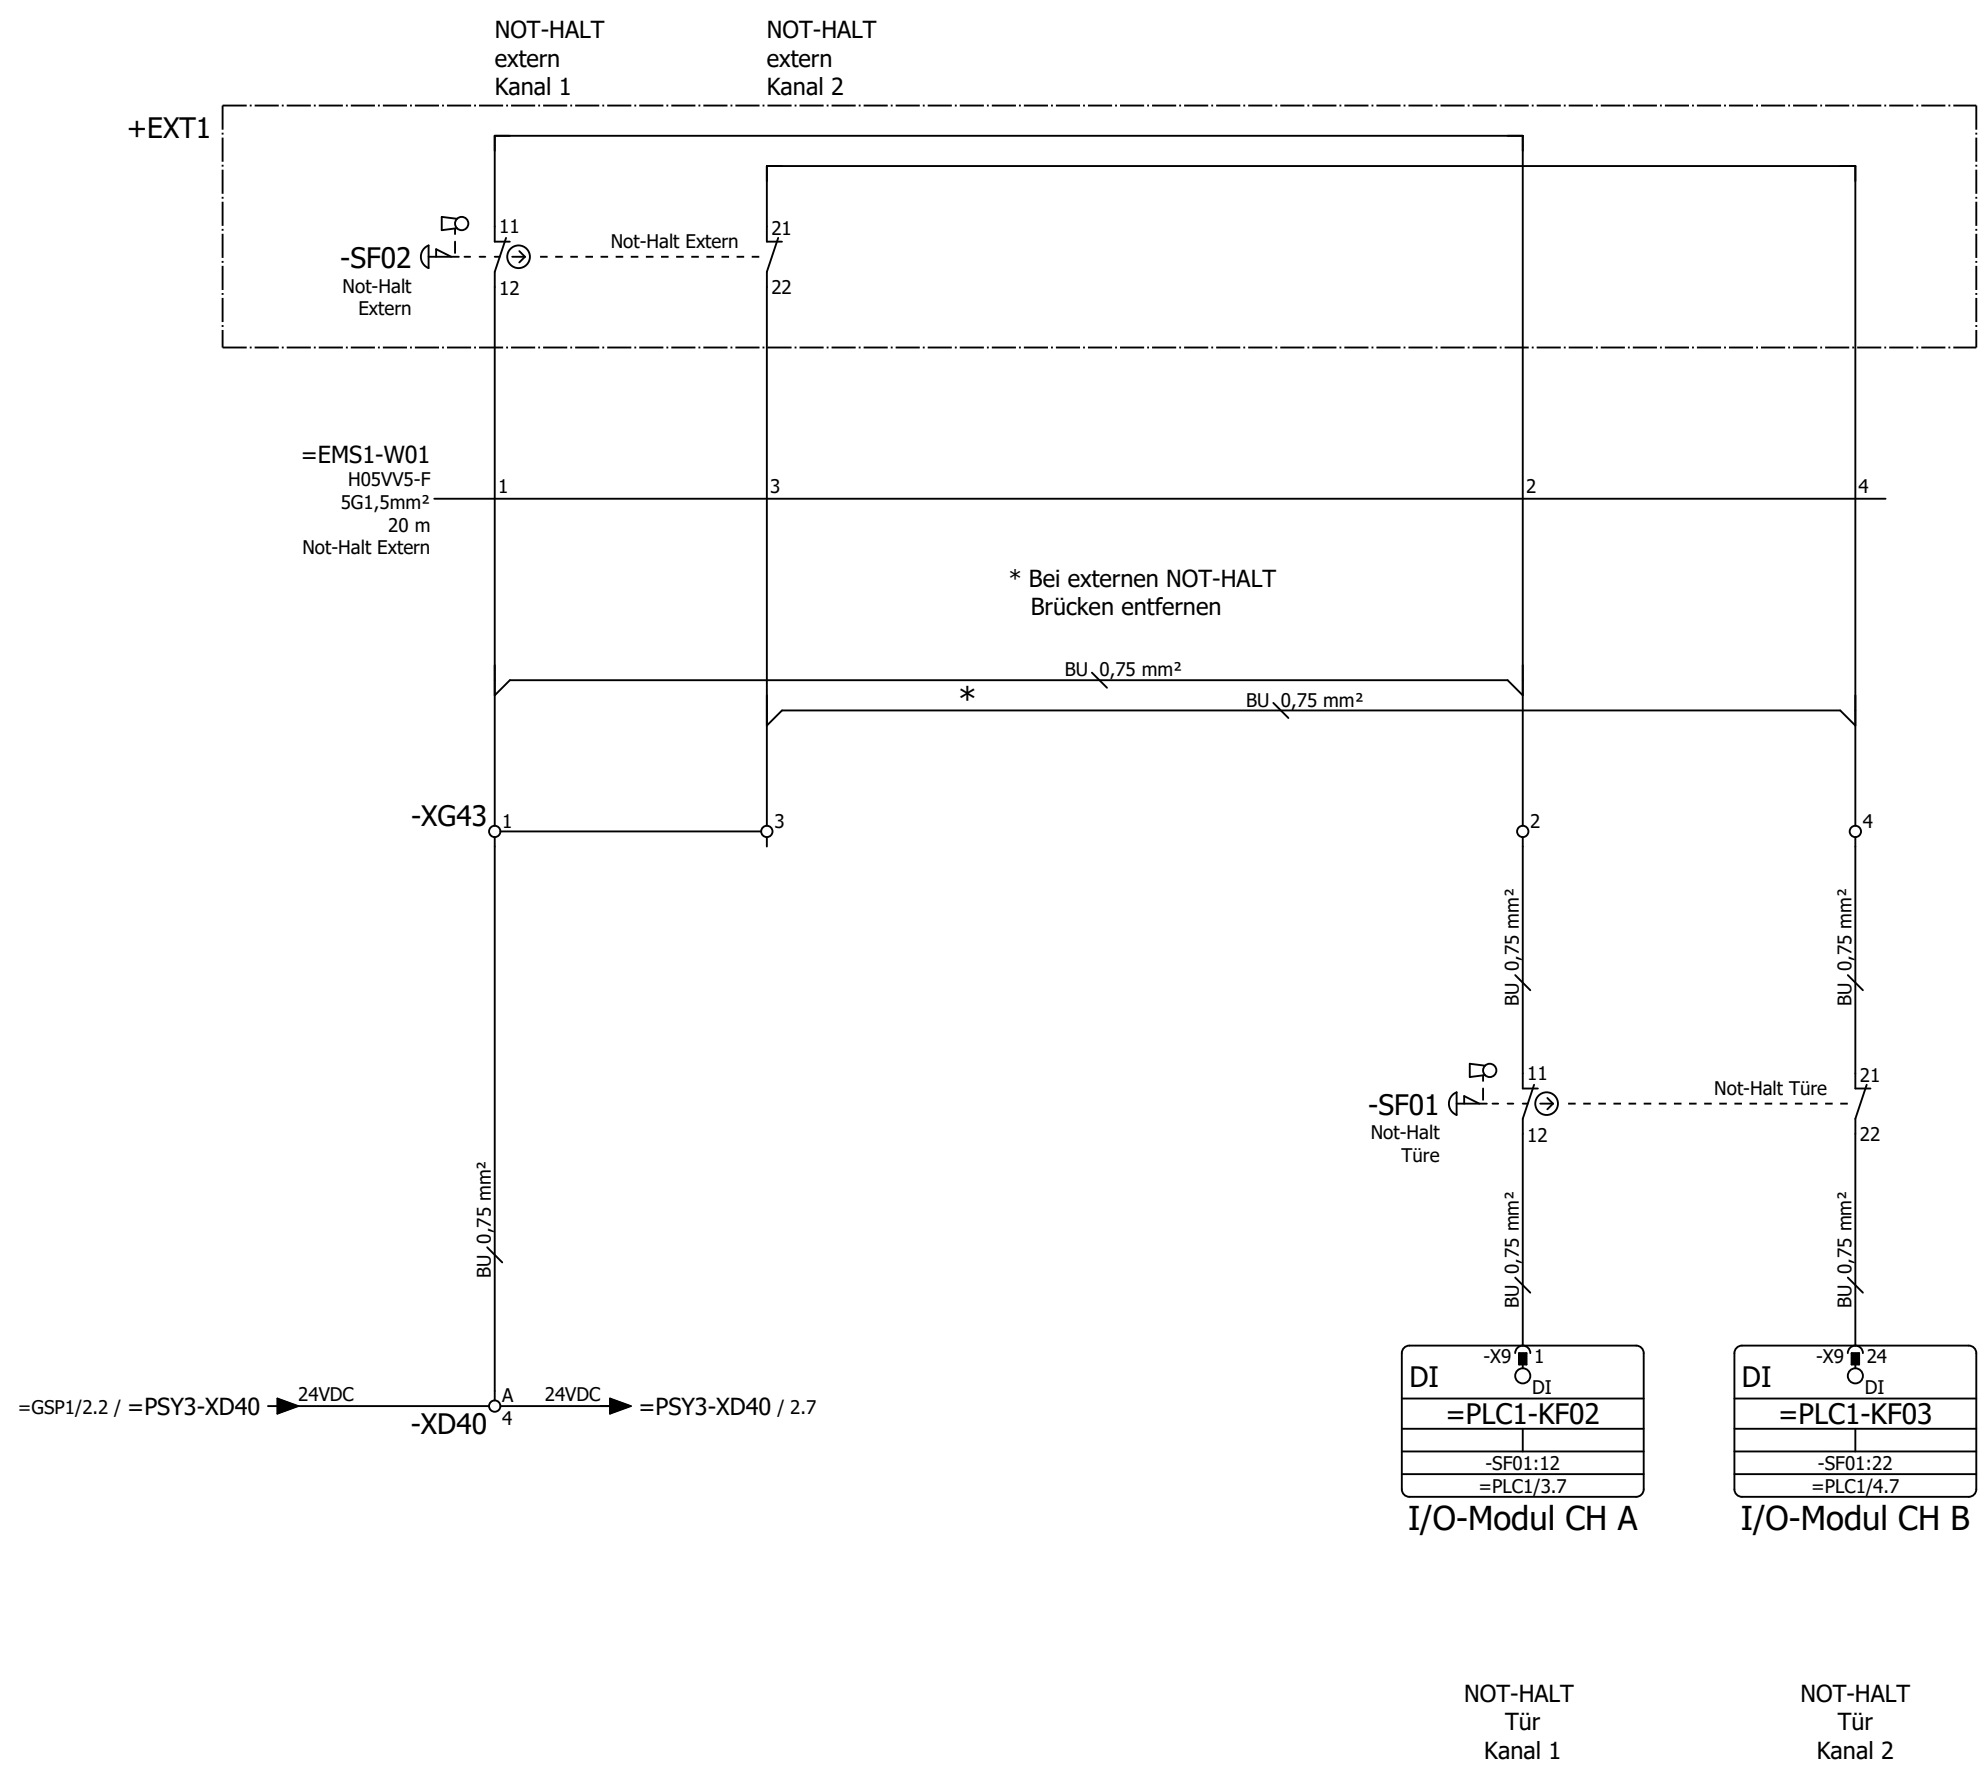 NOT-HALT
extern
Kanal 1
NOT-HALT
extern
Kanal 2
+EXT1
11
21
Not-Halt Extern
-SF02
Not-Halt
Extern
12
22
=EMS1-W01
H05VV5-F
5G1,5mm²
20 m
Not-Halt Extern
1
3
2
4
* Bei externen NOT-HALT
Brücken entfernen
BU 0,75 mm²
*
BU 0,75 mm²
-XG43
1
3
2
4
BU 0,75 mm²
BU 0,75 mm²
11
21
Not-Halt Türe
-SF01
Not-Halt
Türe
12
22
BU 0,75 mm²
BU 0,75 mm²
BU 0,75 mm²
=GSP1/2.2 / =PSY3-XD40
24VDC
A
4
-XD40
24VDC
=PSY3-XD40 / 2.7
-X9 1
DI
DI
=PLC1-KF02
-SF01:12
=PLC1/3.7
I/O-Modul CH A
-X9 24
DI
DI
=PLC1-KF03
-SF01:22
=PLC1/4.7
I/O-Modul CH B
NOT-HALT
Tür
Kanal 1
NOT-HALT
Tür
Kanal 2